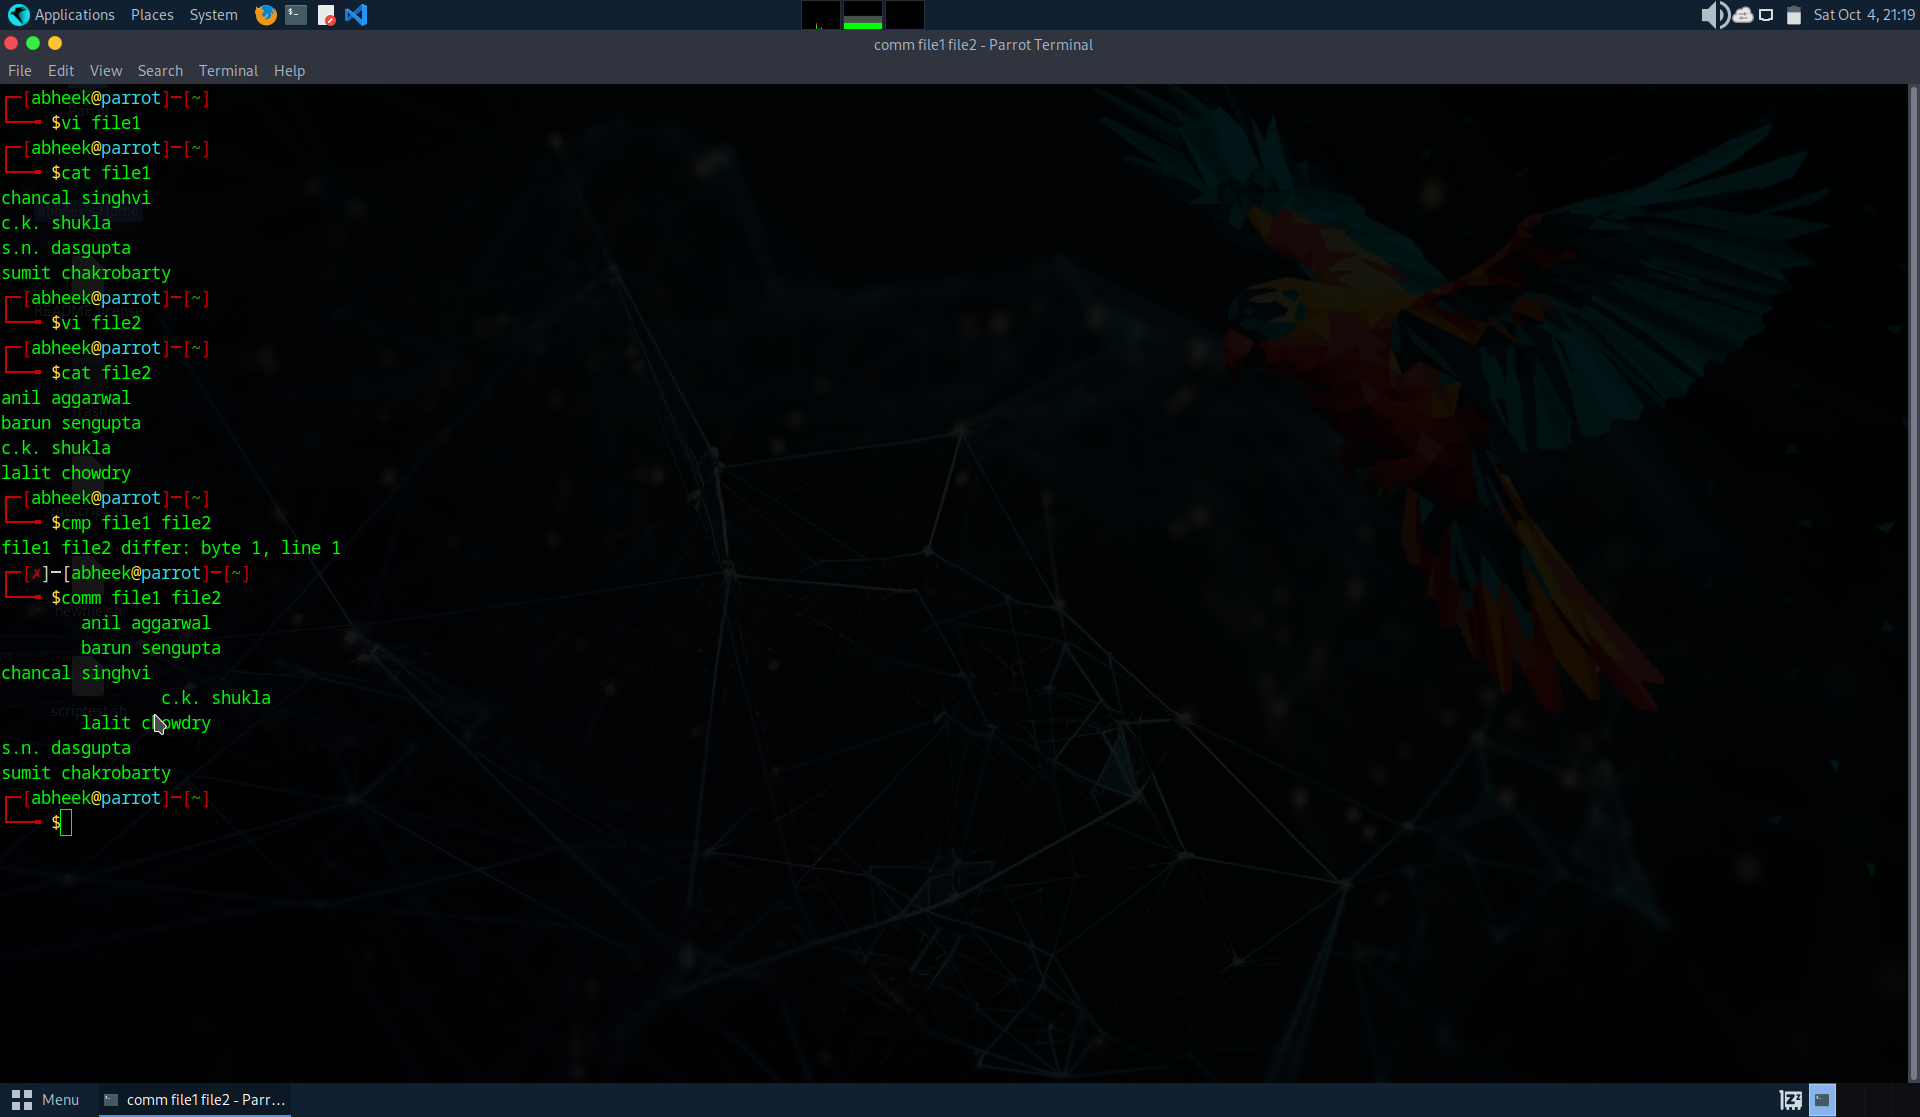 Applications Places System
Sat Oct 4, 21:19
comm file1 file2 - Parrot Terminal
File Edit View Search Terminal Help
[abheek@parrot]─[~]
$vi file1
[abheek@parrot]─[~]
$cat file1
chancal singhvi
c.k. shukla
s.n. dasgupta
sumit chakrobarty
[abheek@parrot]─[~]
$vi file2
[abheek@parrot]─[~]
$cat file2
anil aggarwal
barun sengupta
c.k. shukla
lalit chowdry
[abheek@parrot]─[~]
$cmp file1 file2
file1 file2 differ: byte 1, line 1
[✗]─[abheek@parrot]─[~]
$comm file1 file2
anil aggarwal
barun sengupta
chancal singhvi
c.k. shukla
lalit chowdry
s.n. dasgupta
sumit chakrobarty
[abheek@parrot]─[~]
$
Menu comm file1 file2 - Parr...